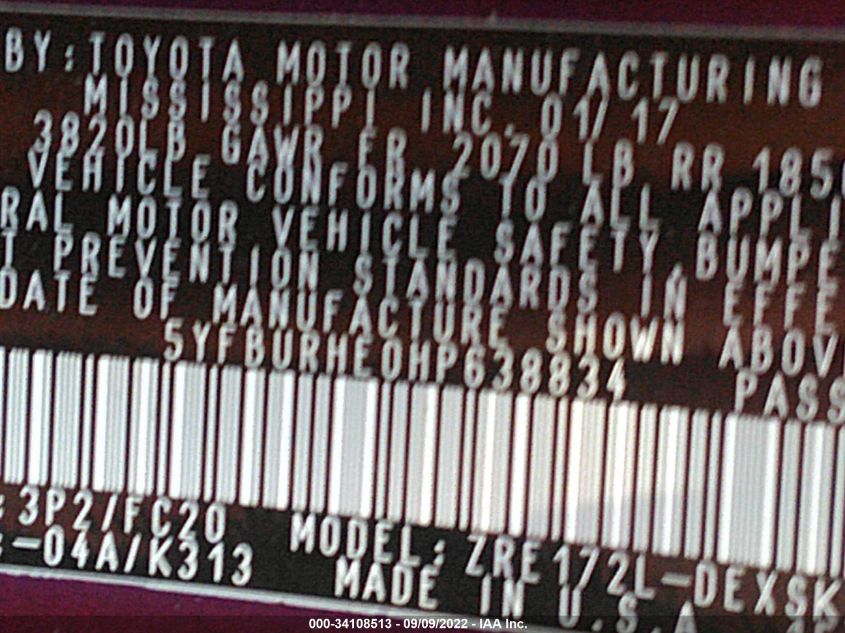 BY: TOYOTA MOTOR MANUFACTURING
MISSISSIPPI INC. 01/17
3820LB GAWR FR 2070 LB RR 185
VEHICLE CONFORMS TO ALL APPLI
RAL MOTOR VEHICLE SAFETY, BUMPE
T PREVENTION STANDARDS IN EFFE
DATE OF MANUFACTURE SHOWN ABOV
5YFBURHE0HP638834 PASS
: 3P2/FC20 MODEL: ZRE172L-DEXSK
: -04A/K313 MADE IN U.S.A
000-34108513 - 09/09/2022 - IAA Inc.